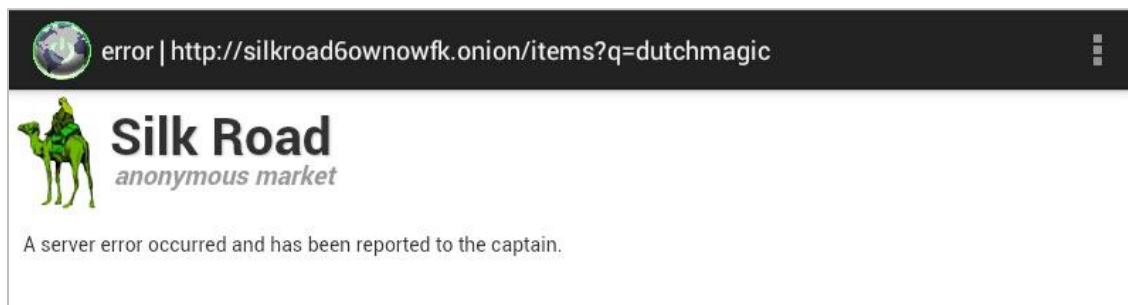 error | http://silkroad6ownowfk.onion/items?q=dutchmagic
Silk Road
anonymous market
A server error occurred and has been reported to the captain.